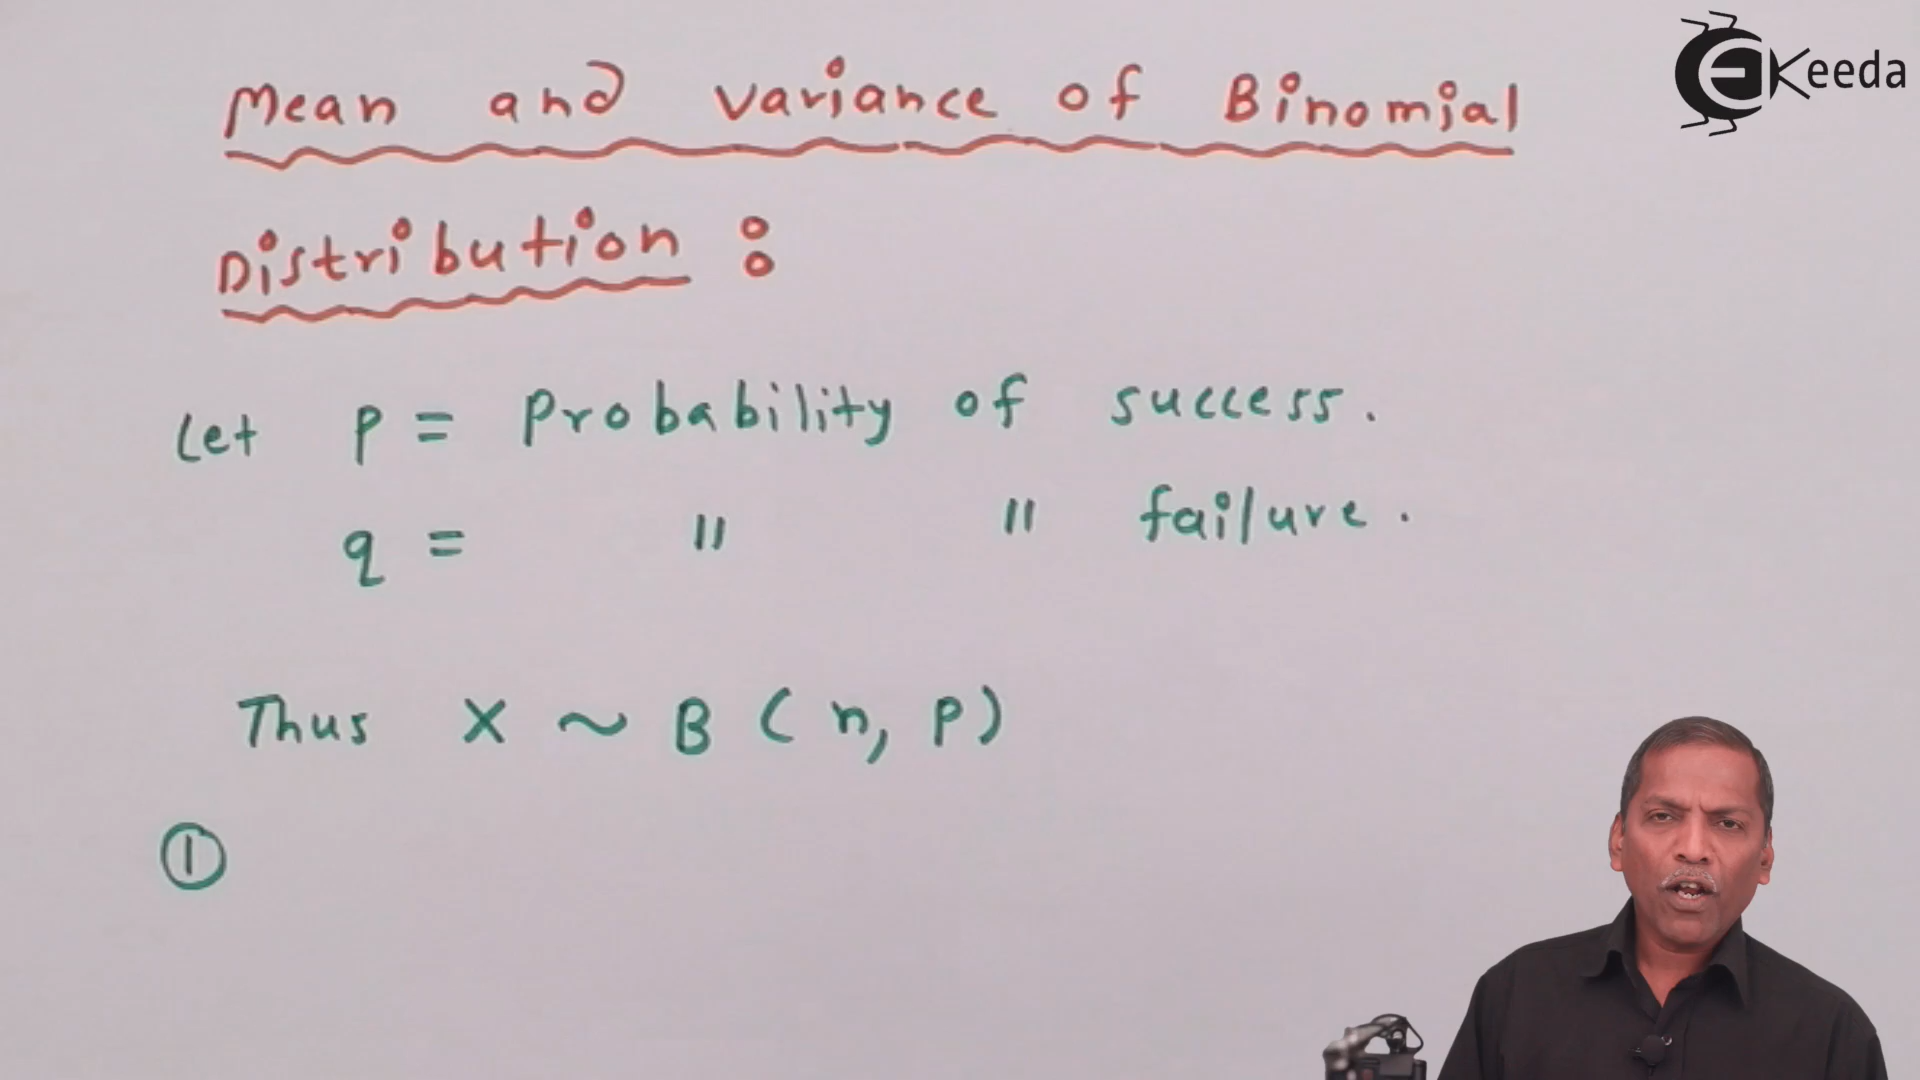 Mean and variance of Binomial
Distribution :
Let p = probability of success.
q = " " failure.
Thus X ~ B (n, p)
①
EKeeda